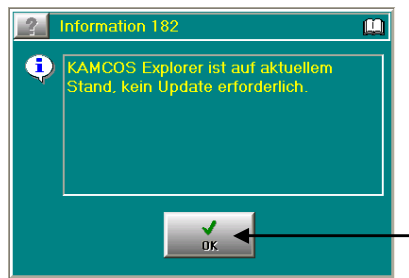 ? Information 182
KAMCOS Explorer ist auf aktuellem
Stand, kein Update erforderlich.
OK